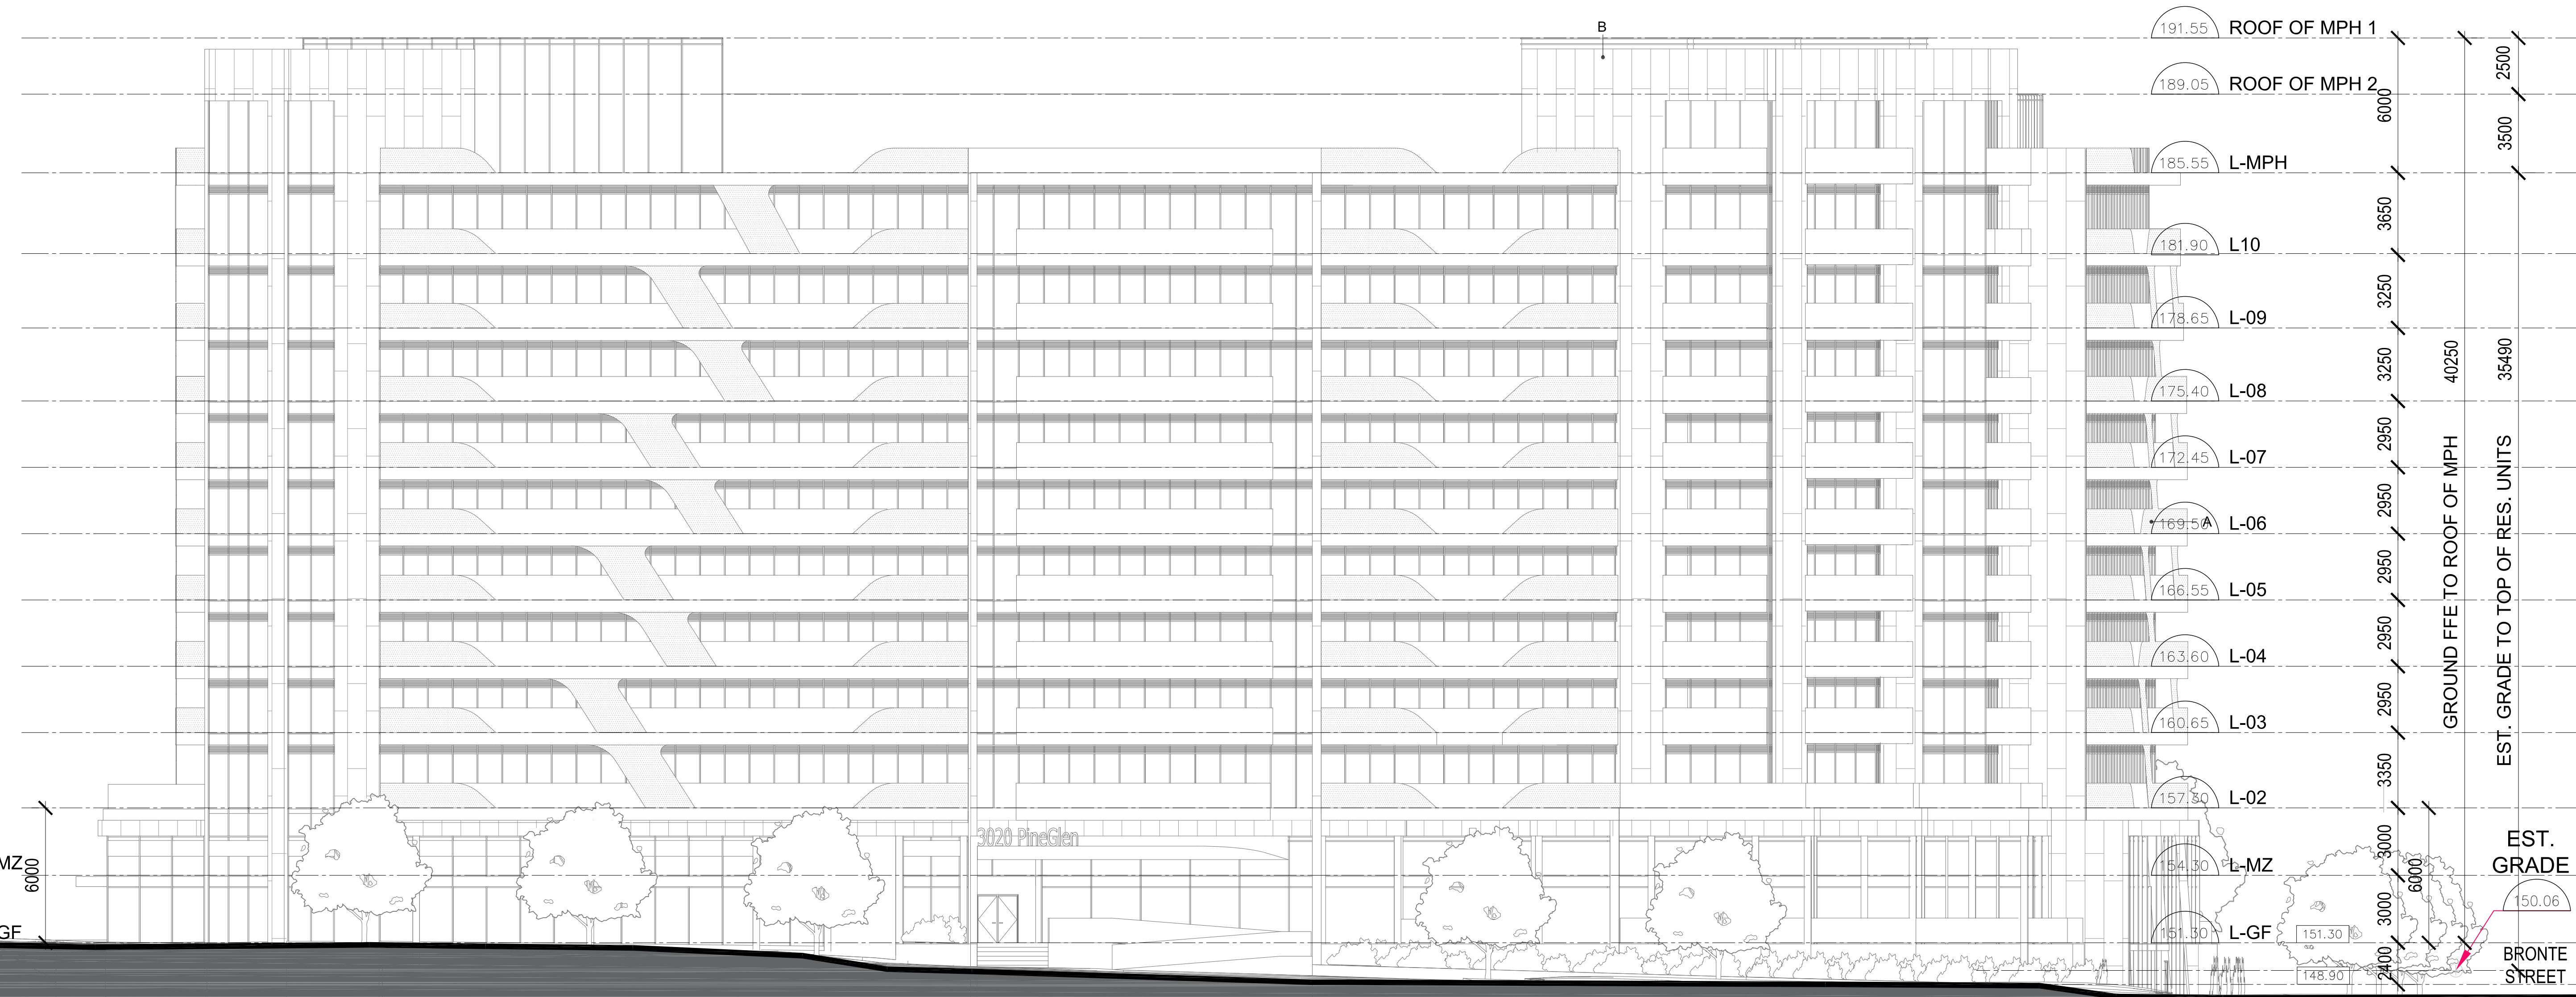 B
191.55 ROOF OF MPH 1
2500
189.05 ROOF OF MPH 2
6000
3500
185.55 L-MPH
3650
181.90 L10
3250
178.65 L-09
3250
40250
35490
175.40 L-08
2950
172.45 L-07
2950
GROUND FFE TO ROOF OF MPH
EST. GRADE TO TOP OF RES. UNITS
169.50 L-06
A
2950
166.55 L-05
2950
163.60 L-04
2950
160.65 L-03
3350
157.30 L-02
3020 PineGlen
3000
EST.
GRADE
MZ
6000
154.30 L-MZ
6000
3000
150.06
GF
151.30 L-GF
151.30
BRONTE
STREET
2400
148.90